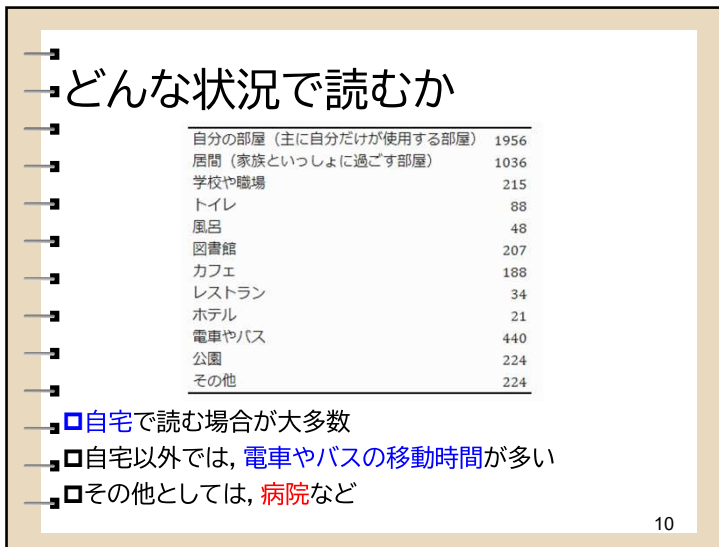 どんな状況で読むか
自分の部屋（主に自分だけが使用する部屋） 1956
居間（家族といっしょに過ごす部屋） 1036
学校や職場 215
トイレ 88
風呂 48
図書館 207
カフェ 188
レストラン 34
ホテル 21
電車やバス 440
公園 224
その他 224
自宅で読む場合が大多数
自宅以外では, 電車やバスの移動時間が多い
その他としては, 病院など
10